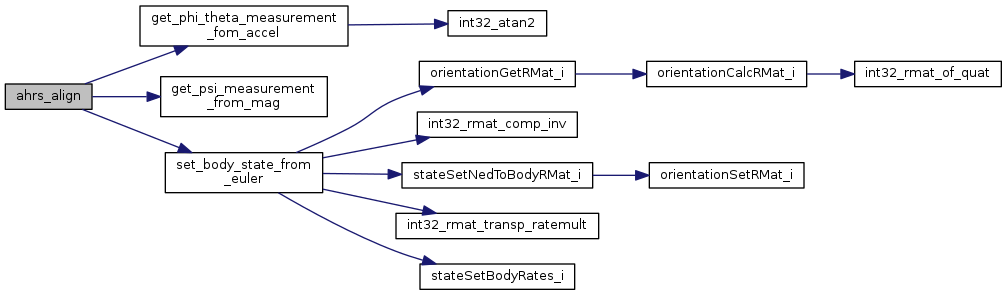 get_phi_theta_measurement
_fom_accel
int32_atan2
ahrs_align
get_psi_measurement
_from_mag
set_body_state_from
_euler
orientationGetRMat_i
orientationCalcRMat_i
int32_rmat_of_quat
int32_rmat_comp_inv
stateSetNedToBodyRMat_i
orientationSetRMat_i
int32_rmat_transp_ratemult
stateSetBodyRates_i